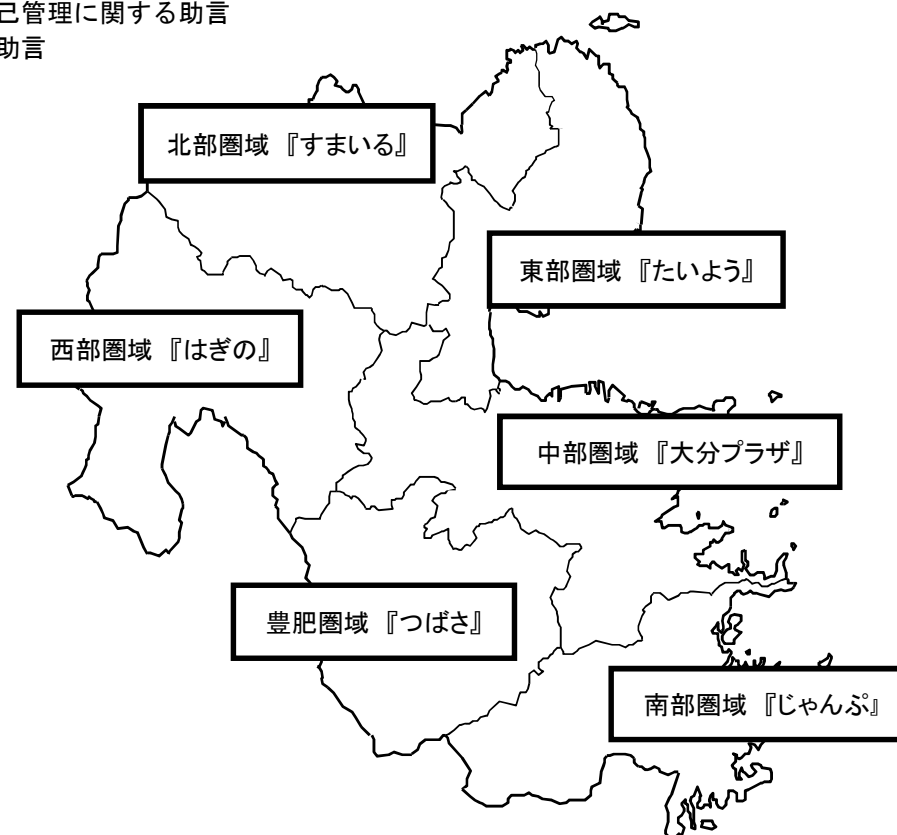 己管理に関する助言
助言
北部圏域 『すまいる』
東部圏域 『たいよう』
西部圏域 『はぎの』
中部圏域 『大分プラザ』
豊肥圏域 『つばさ』
南部圏域 『じゃんぷ』